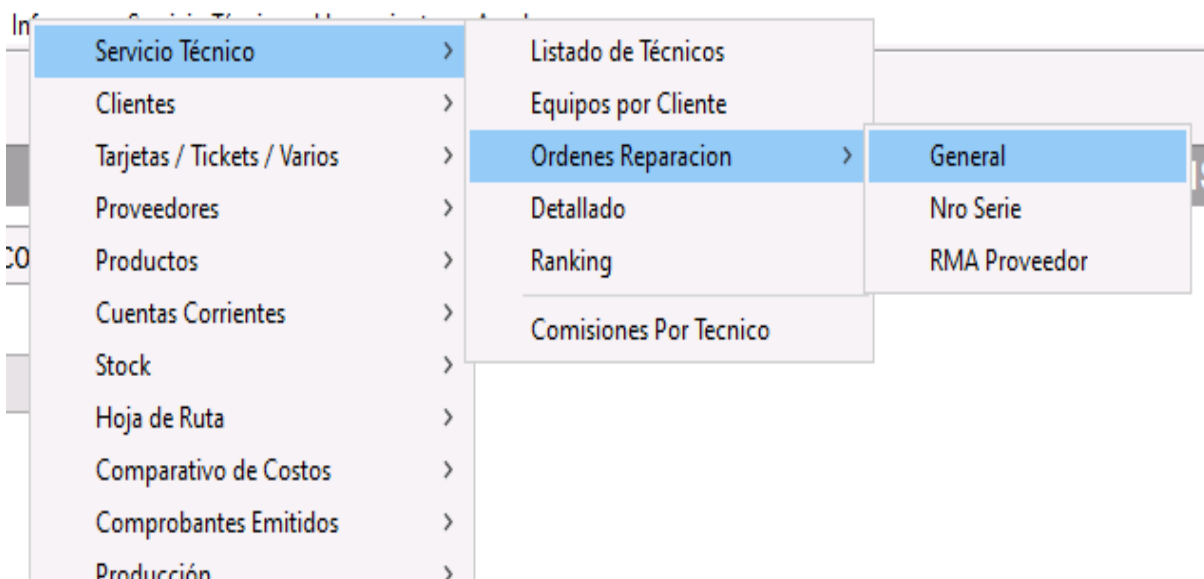 Servicio Técnico
Clientes
Tarjetas / Tickets / Varios
Proveedores
Productos
Cuentas Corrientes
Stock
Hoja de Ruta
Comparativo de Costos
Comprobantes Emitidos
Producción
Listado de Técnicos
Equipos por Cliente
Ordenes Reparacion
Detallado
Ranking
Comisiones Por Tecnico
General
Nro Serie
RMA Proveedor